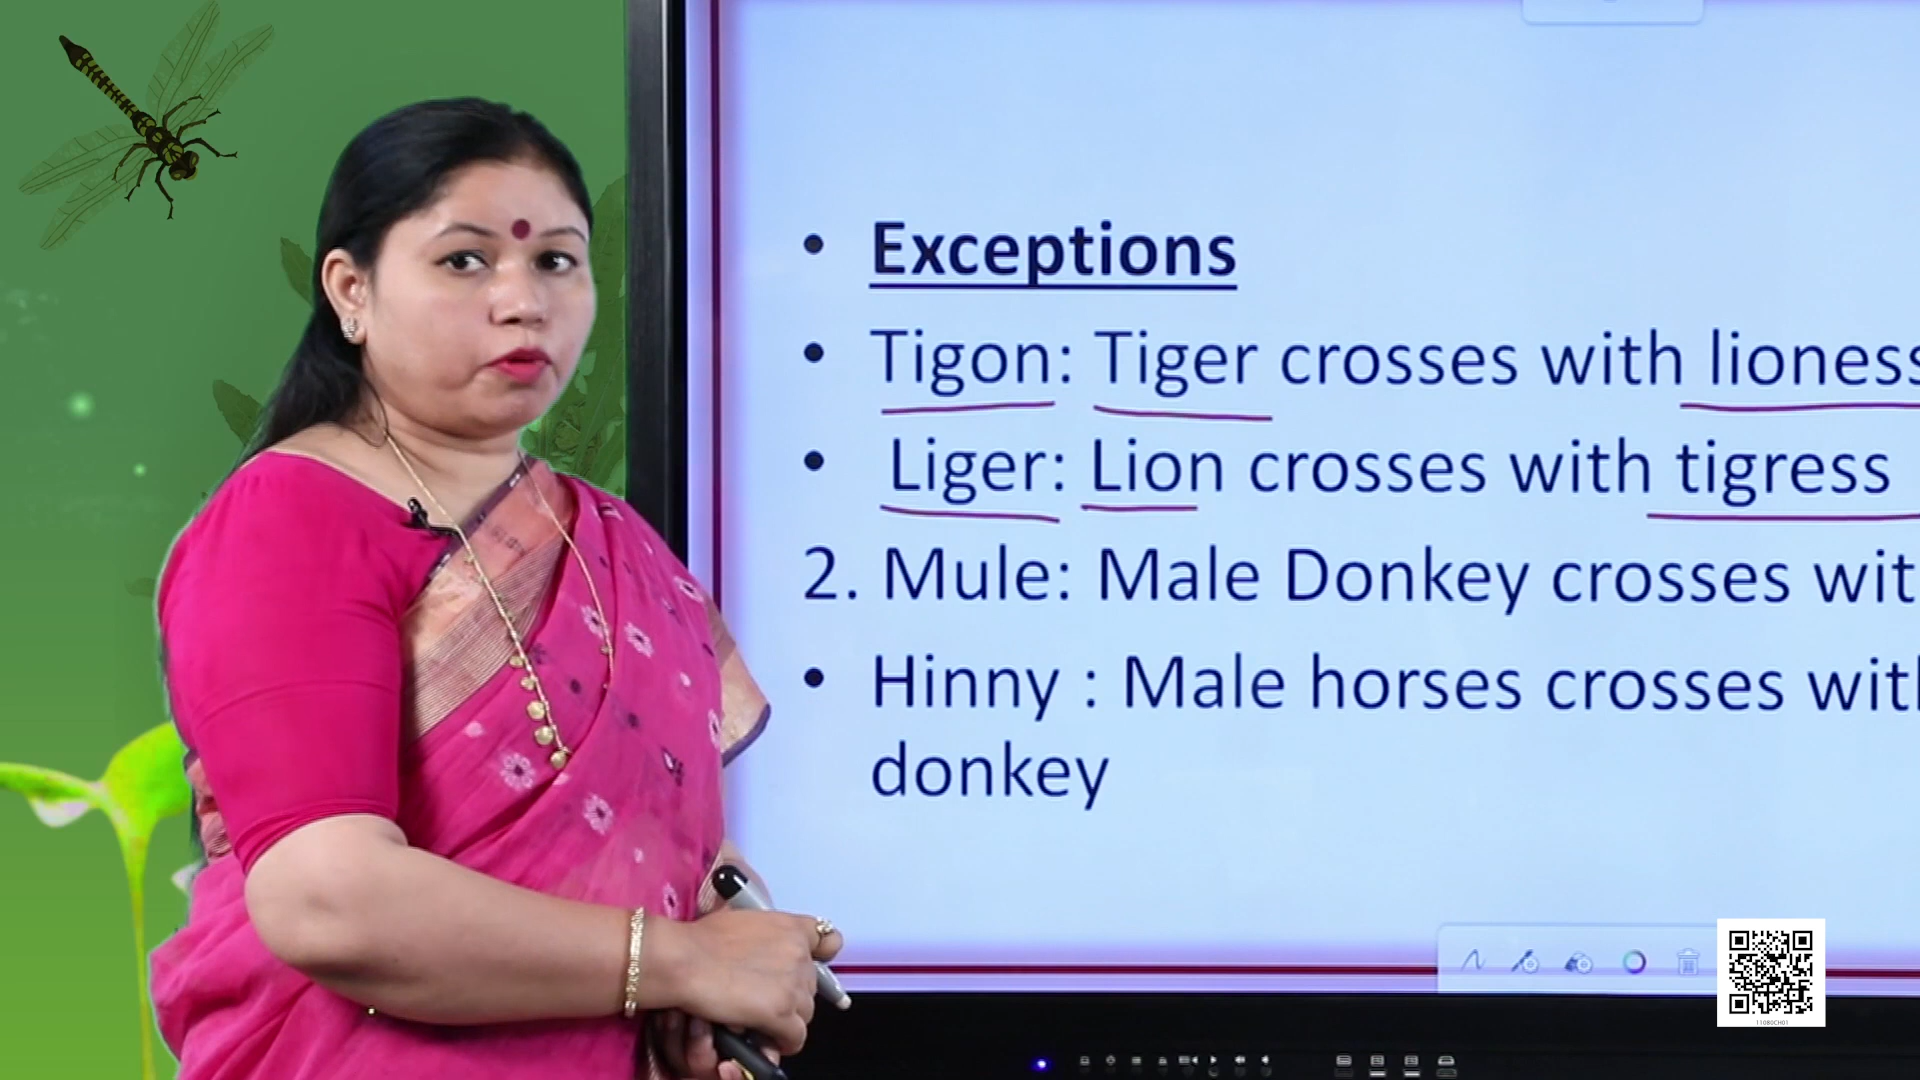 • Exceptions
• Tigon: Tiger crosses with lioness
• Liger: Lion crosses with tigress
2. Mule: Male Donkey crosses wit
• Hinny : Male horses crosses wit
donkey
11080CH01